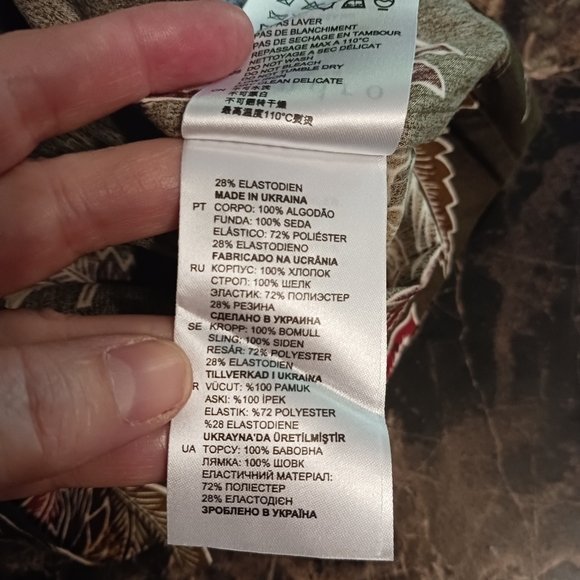 AS LAVER
PAS DE BLANCHIMENT
PAS DE SECHAGE EN TAMBOUR
REPASSAGE MAX A 110°C
NETTOYAGE A SEC DÉLICAT
DO NOT WASH
DO NOT BLEACH
DO NOT TUMBLE DRY
CLEAN DELICATE
不可水洗
不可漂白
不可翻转干燥
最高温度110°C熨烫
28% ELASTODIEN
MADE IN UKRAINA
PT CORPO: 100% ALGODÃO
FUNDA: 100% SEDA
ELÁSTICO: 72% POLIÉSTER
28% ELASTODIENO
FABRICADO NA UCRÂNIA
RU КОРПУС: 100% ХЛОПОК
СТРОП: 100% ШЕЛК
ЭЛАСТИК: 72% ПОЛИЭСТЕР
28% РЕЗИНА
СДЕЛАНО В УКРАИНА
SE KROPP: 100% BOMULL
SLING: 100% SIDEN
RESÅR: 72% POLYESTER
28% ELASTODIEN
TILLVERKAD I UKRAINA
R VÜCUT: %100 PAMUK
ASKI: %100 İPEK
ELASTIK: %72 POLYESTER
%28 ELASTODIENE
UKRAYNA'DA ÜRETİLMİŞTİR
UA ТОРСУ: 100% БАВОВНА
ЛЯМКА: 100% ШОВК
ЕЛАСТИЧНИЙ МАТЕРІАЛ:
72% ПОЛІЕСТЕР
28% ЕЛАСТОДІЄН
ЗРОБЛЕНО В УКРАЇНА